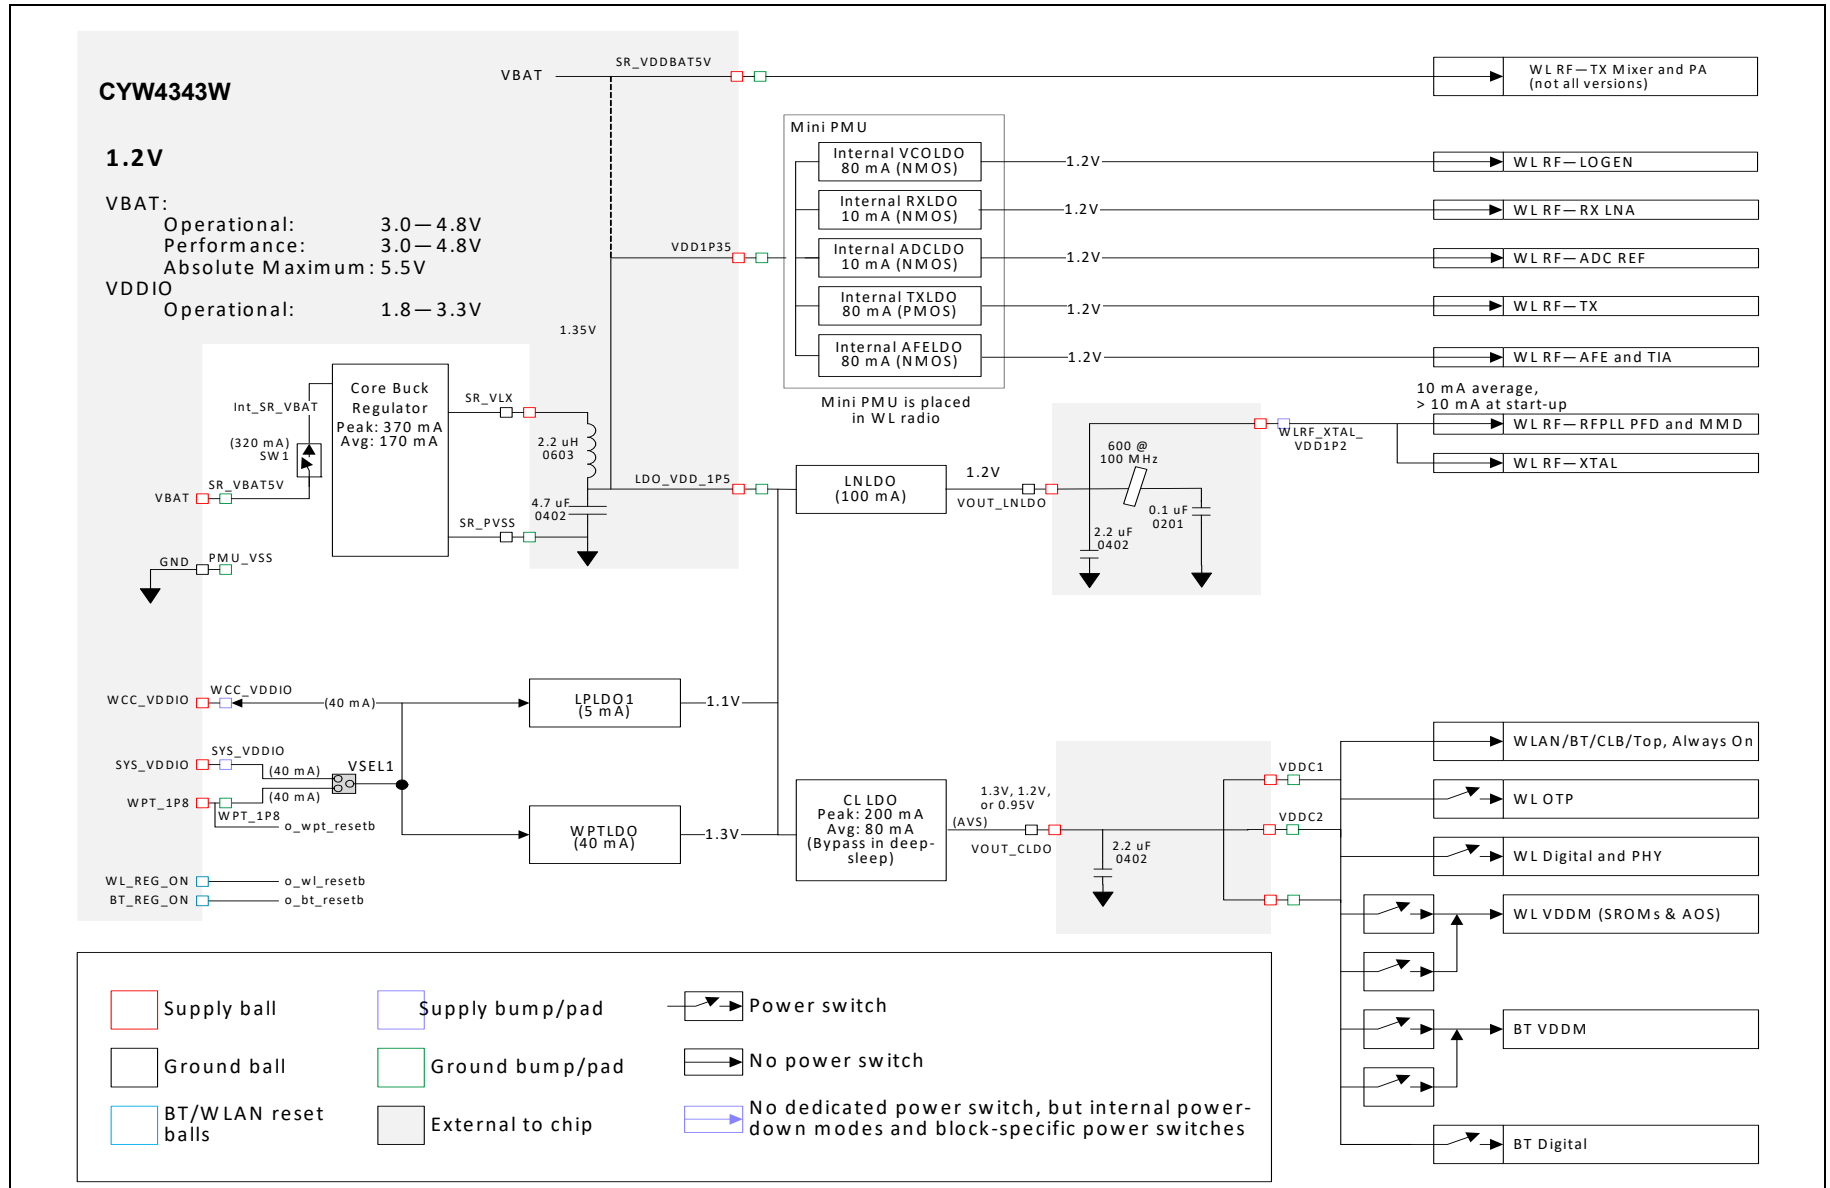 CYW4343W
1.2V
VBAT:
Operational: 3.0—4.8V
Performance: 3.0—4.8V
Absolute Maximum: 5.5V
VDDIO
Operational: 1.8—3.3V
VBAT
SR_VDDBAT5V
WL RF—TX Mixer and PA
(not all versions)
Mini PMU
Internal VCOLDO
80 mA (NMOS)
1.2V
WL RF—LOGEN
Internal RXLDO
10 mA (NMOS)
1.2V
WL RF—RX LNA
VDD1P35
Internal ADCLDO
10 mA (NMOS)
1.2V
WL RF—ADC REF
Internal TXLDO
80 mA (PMOS)
1.2V
WL RF—TX
1.35V
Internal AFELDO
80 mA (NMOS)
1.2V
WL RF—AFE and TIA
Mini PMU is placed
in WL radio
10 mA average,
> 10 mA at start-up
WL RF—RFPLL PFD and MMD
WL RF—XTAL
WLRF_XTAL_
VDD1P2
Core Buck
Regulator
Peak: 370 mA
Avg: 170 mA
Int_SR_VBAT
(320 mA)
SW1
VBAT
SR_VBAT5V
SR_VLX
2.2 uH
0603
4.7 uF
0402
SR_PVSS
GND
PMU_VSS
LDO_VDD_1P5
LNLDO
(100 mA)
1.2V
VOUT_LNLDO
600 @
100 MHz
2.2 uF
0402
0.1 uF
0201
WCC_VDDIO
WCC_VDDIO
(40 mA)
LPLDO1
(5 mA)
1.1V
SYS_VDDIO
SYS_VDDIO
(40 mA)
VSEL1
WPT_1P8
(40 mA)
WPT_1P8
o_wpt_resetb
WPTLDO
(40 mA)
1.3V
WL_REG_ON
o_wl_resetb
BT_REG_ON
o_bt_resetb
CL LDO
Peak: 200 mA
Avg: 80 mA
(Bypass in deep-
sleep)
1.3V, 1.2V,
or 0.95V
(AVS)
VOUT_CLDO
2.2 uF
0402
VDDC1
VDDC2
WLAN/BT/CLB/Top, Always On
WL OTP
WL Digital and PHY
WL VDDM (SROMs & AOS)
BT VDDM
BT Digital
Supply ball
Supply bump/pad
Power switch
Ground ball
Ground bump/pad
No power switch
BT/WLAN reset
balls
External to chip
No dedicated power switch, but internal power-
down modes and block-specific power switches